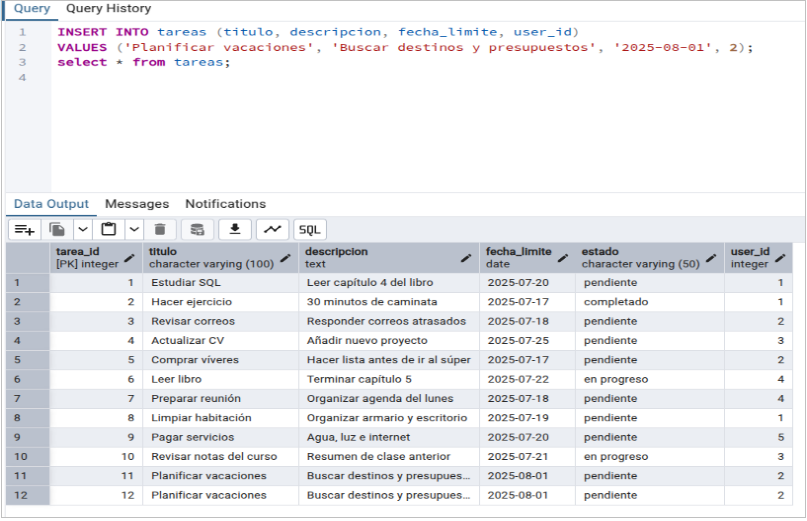 Query Query History
1 INSERT INTO tareas (titulo, descripcion, fecha_limite, user_id)
2 VALUES ('Planificar vacaciones', 'Buscar destinos y presupuestos', '2025-08-01', 2);
3 select * from tareas;
4
Data Output Messages Notifications
SQL
tarea_id titulo descripcion fecha_limite estado user_id
[PK] integer character varying (100) text date character varying (50) integer
1 1 Estudiar SQL Leer capítulo 4 del libro 2025-07-20 pendiente 1
2 2 Hacer ejercicio 30 minutos de caminata 2025-07-17 completado 1
3 3 Revisar correos Responder correos atrasados 2025-07-18 pendiente 2
4 4 Actualizar CV Añadir nuevo proyecto 2025-07-25 pendiente 3
5 5 Comprar víveres Hacer lista antes de ir al súper 2025-07-17 pendiente 2
6 6 Leer libro Terminar capítulo 5 2025-07-22 en progreso 4
7 7 Preparar reunión Organizar agenda del lunes 2025-07-18 pendiente 4
8 8 Limpiar habitación Organizar armario y escritorio 2025-07-19 pendiente 1
9 9 Pagar servicios Agua, luz e internet 2025-07-20 pendiente 5
10 10 Revisar notas del curso Resumen de clase anterior 2025-07-21 en progreso 3
11 11 Planificar vacaciones Buscar destinos y presupues... 2025-08-01 pendiente 2
12 12 Planificar vacaciones Buscar destinos y presupues... 2025-08-01 pendiente 2